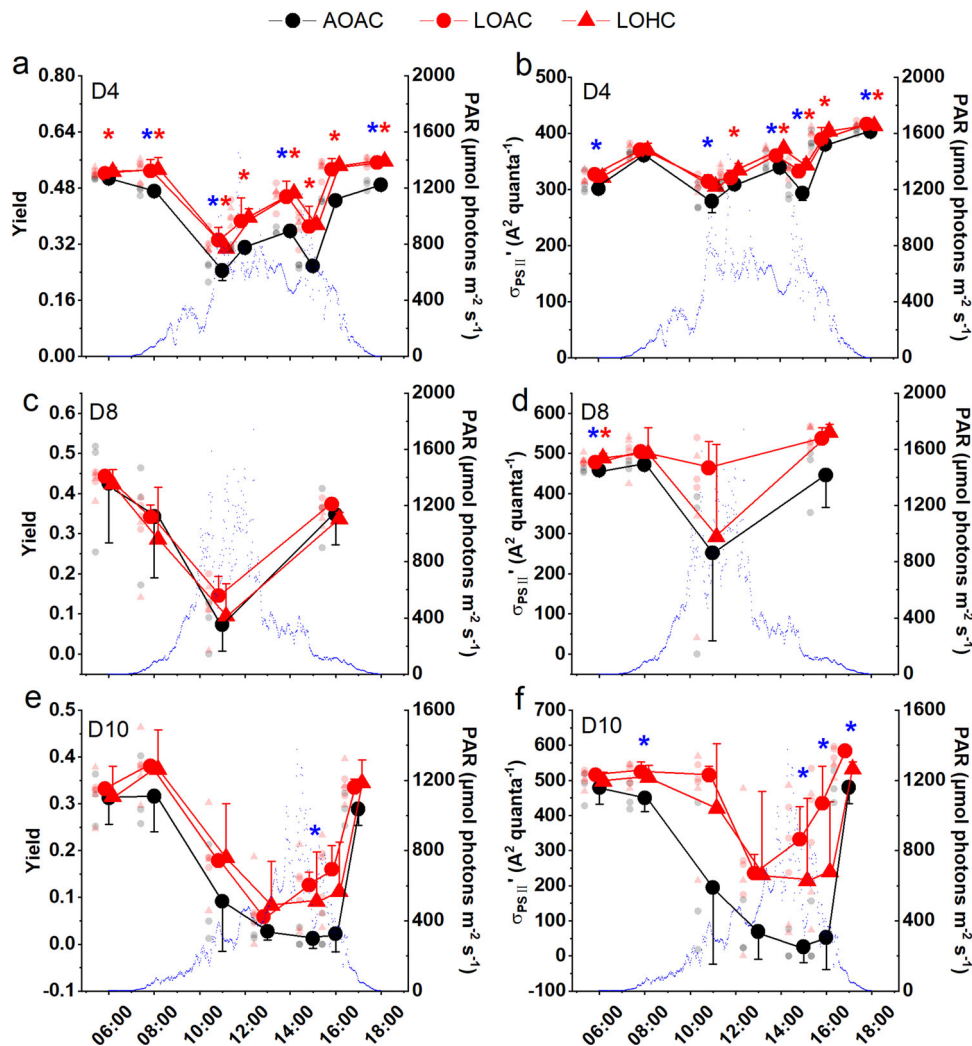 AOAC LOAC LOHC
a D4 * ** ** * ** * * **
0.80 0.64 0.48 0.32 0.16 0.00
Yield
2000 1600 1200 800 400 0
PAR (μmol photons m-2 s-1)
b D4 * * * ** ** * **
500 400 300 200 100 0
σPSII' (A2 quanta-1)
2000 1600 1200 800 400 0
PAR (μmol photons m-2 s-1)
c D8
0.6 0.5 0.4 0.3 0.2 0.1 0.0
Yield
2000 1600 1200 800 400 0
PAR (μmol photons m-2 s-1)
d D8 **
600 500 400 300 200 100 0
σPSII' (A2 quanta-1)
2000 1600 1200 800 400 0
PAR (μmol photons m-2 s-1)
e D10 *
0.5 0.4 0.3 0.2 0.1 0.0 -0.1
Yield
1600 1200 800 400 0
PAR (μmol photons m-2 s-1)
06:00 08:00 10:00 12:00 14:00 16:00 18:00
f D10 * * * *
700 600 500 400 300 200 100 0 -100
σPSII' (A2 quanta-1)
1600 1200 800 400 0
PAR (μmol photons m-2 s-1)
06:00 08:00 10:00 12:00 14:00 16:00 18:00